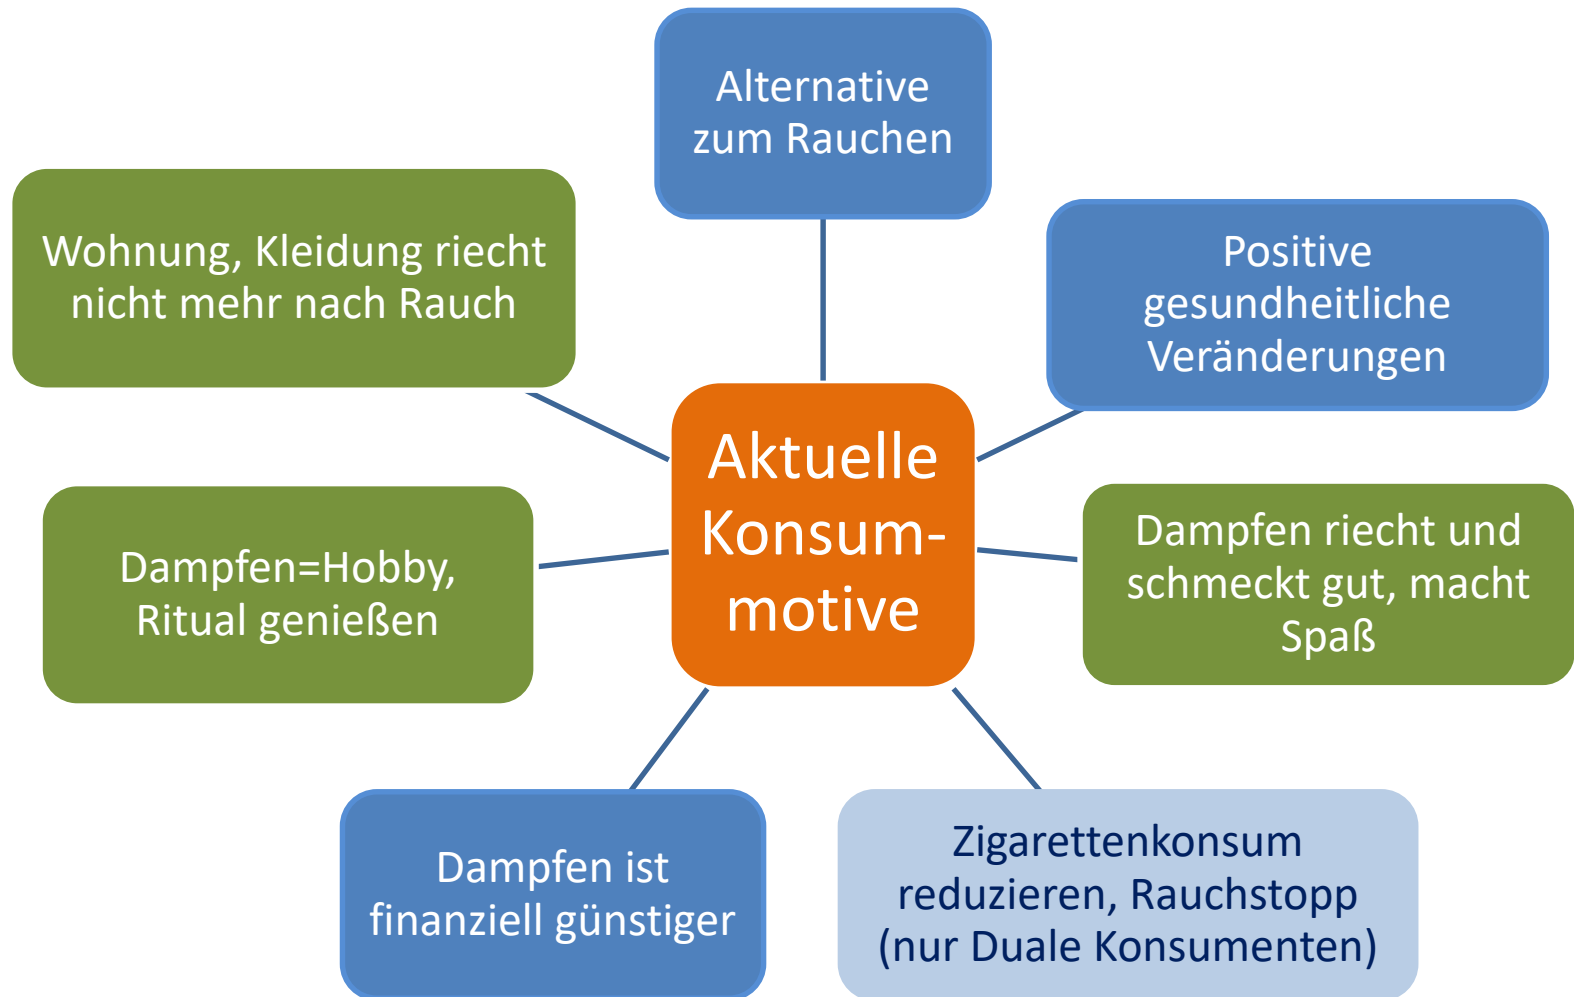 Alternative
zum Rauchen
Positive
gesundheitliche
Veränderungen
Dampfen riecht und
schmeckt gut, macht
Spaß
Zigarettenkonsum
reduzieren, Rauchstopp
(nur Duale Konsumenten)
Dampfen ist
finanziell günstiger
Dampfen=Hobby,
Ritual genießen
Wohnung, Kleidung riecht
nicht mehr nach Rauch
Aktuelle
Konsum-
motive